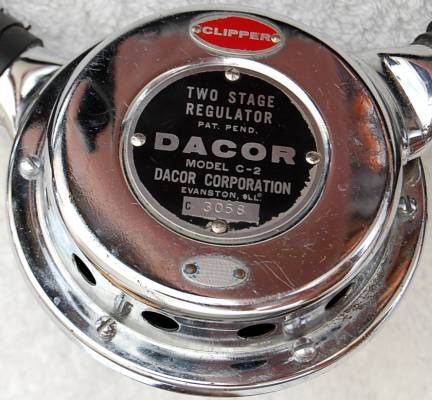 CLIPPER
TWO STAGE
REGULATOR
PAT. PEND.
DACOR
MODEL C-2
DACOR CORPORATION
EVANSTON, ILL.
C 3058